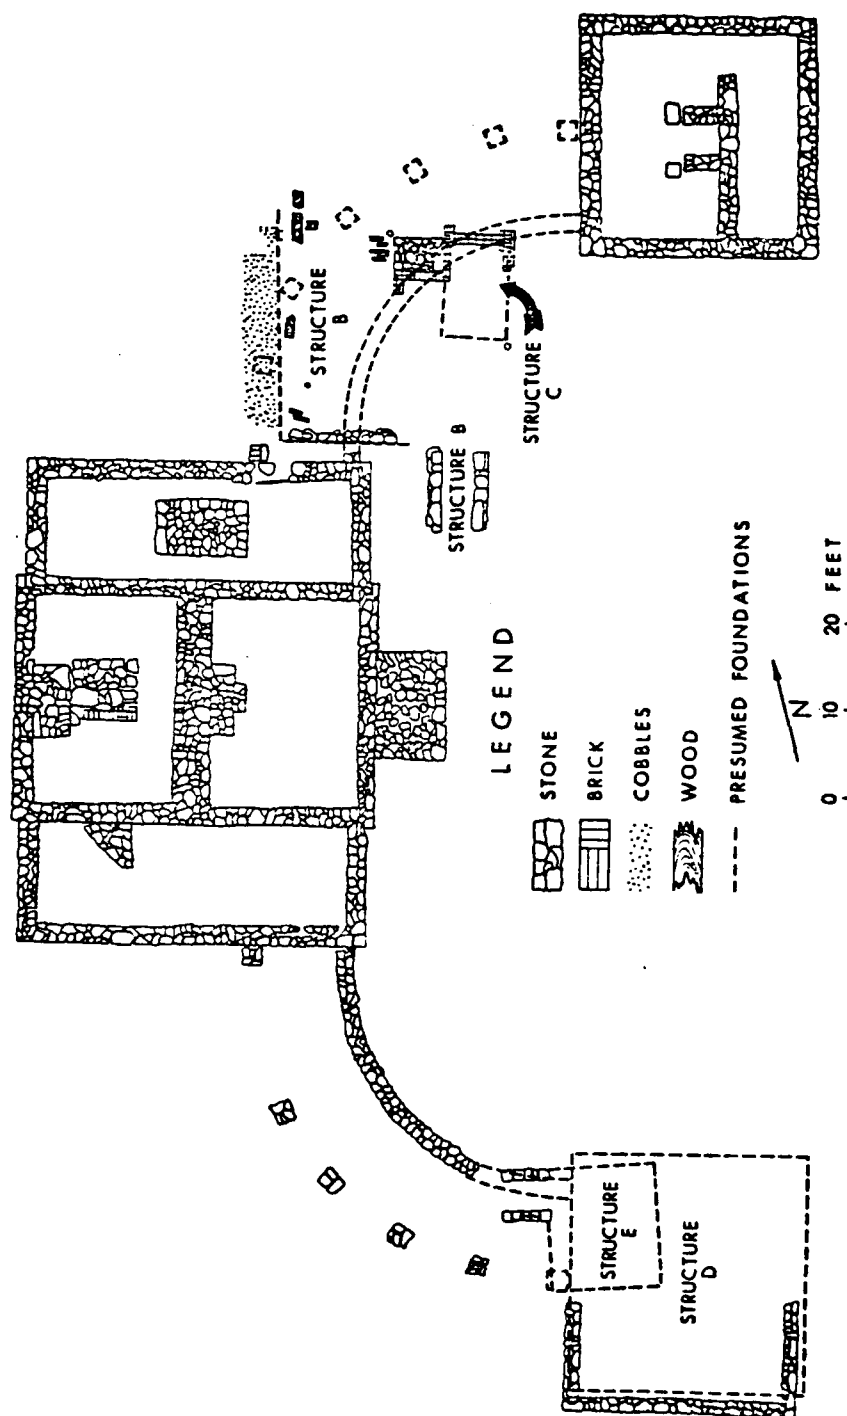 STRUCTURE
B
STRUCTURE
C
STRUCTURE B
LEGEND
STONE
BRICK
COBBLES
WOOD
PRESUMED FOUNDATIONS
N
0 10 20 FEET
STRUCTURE
E
STRUCTURE
D